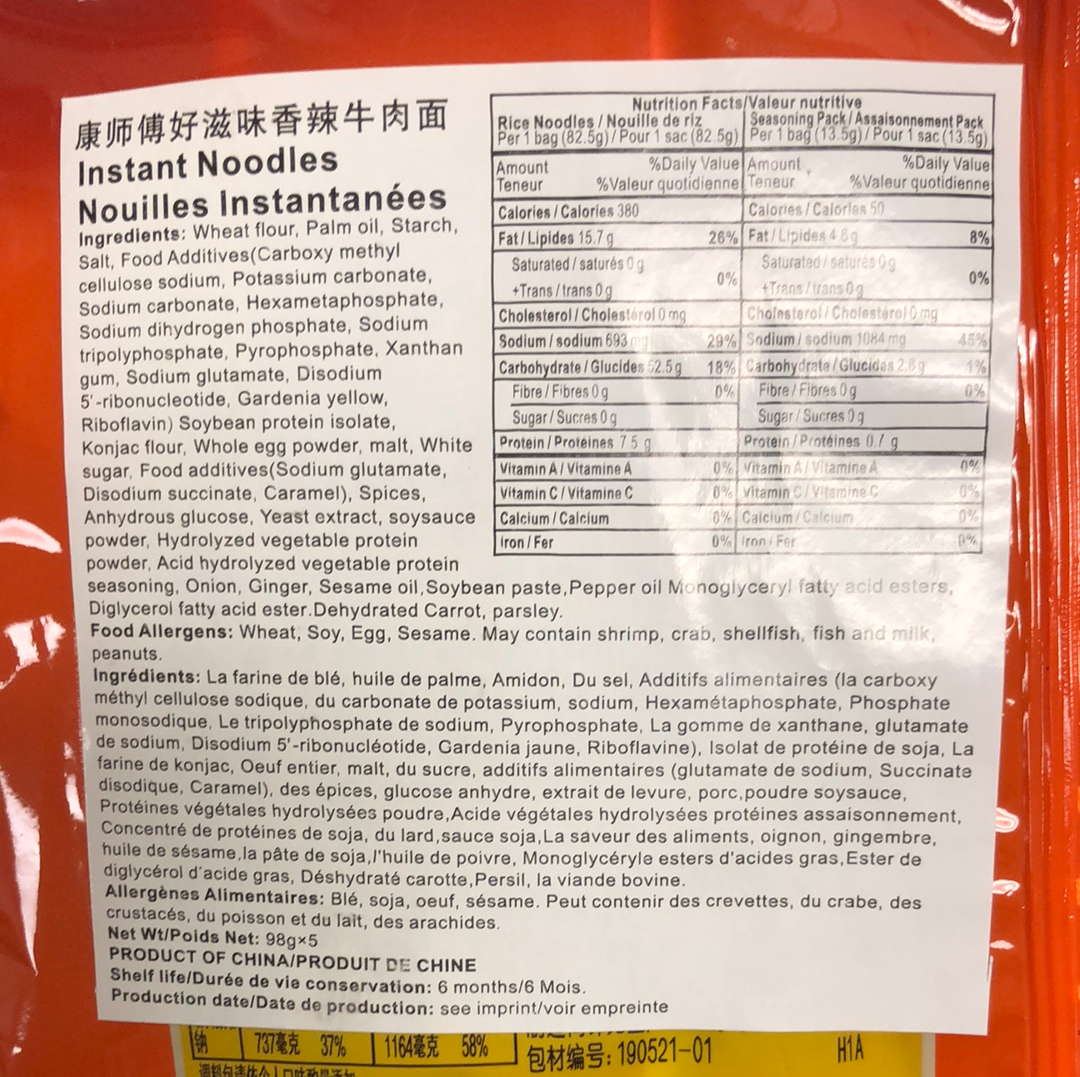 康师傅好滋味香辣牛肉面
Instant Noodles
Nouilles Instantanées
Ingredients: Wheat flour, Palm oil, Starch,
Salt, Food Additives(Carboxy methyl
cellulose sodium, Potassium carbonate,
Sodium carbonate, Hexametaphosphate,
Sodium dihydrogen phosphate, Sodium
tripolyphosphate, Pyrophosphate, Xanthan
gum, Sodium glutamate, Disodium
5'-ribonucleotide, Gardenia yellow,
Riboflavin) Soybean protein isolate,
Konjac flour, Whole egg powder, malt, White
sugar, Food additives(Sodium glutamate,
Disodium succinate, Caramel), Spices,
Anhydrous glucose, Yeast extract, soysauce
powder, Hydrolyzed vegetable protein
powder, Acid hydrolyzed vegetable protein
seasoning, Onion, Ginger, Sesame oil,Soybean paste,Pepper oil Monoglyceryl fatty acid esters,
Diglycerol fatty acid ester.Dehydrated Carrot, parsley.
Food Allergens: Wheat, Soy, Egg, Sesame. May contain shrimp, crab, shellfish, fish and milk,
peanuts.
Nutrition Facts/Valeur nutritive
Rice Noodles / Nouille de riz
Per 1 bag (82.5g) / Pour 1 sac (82.5g)
Amount %Daily Value
Teneur %Valeur quotidienne
Calories / Calories 380
Fat / Lipides 15.7 g 26%
Saturated / saturés 0 g
+Trans / trans 0 g 0%
Cholesterol / Cholestérol 0 mg
Sodium / sodium 693 mg 29%
Carbohydrate / Glucides 52.5 g 18%
Fibre / Fibres 0 g 0%
Sugar / Sucres 0 g
Protein / Protéines 7.5 g
Vitamin A / Vitamine A 0%
Vitamin C / Vitamine C 0%
Calcium / Calcium 0%
Iron / Fer 0%
Seasoning Pack / Assaisonnement Pack
Per 1 bag (13.5g) / Pour 1 sac (13.5g)
Amount %Daily Value
Teneur %Valeur quotidienne
Calories / Calories 50
Fat / Lipides 4.8 g 8%
Saturated / saturés 0 g
+Trans / trans 0 g 0%
Cholesterol / Cholestérol 0 mg
Sodium / sodium 1084 mg 45%
Carbohydrate / Glucides 2.8 g 1%
Fibre / Fibres 0 g 0%
Sugar / Sucres 0 g
Protein / Protéines 0.7 g
Vitamin A / Vitamine A 0%
Vitamin C / Vitamine C 0%
Calcium / Calcium 0%
Iron / Fer 0%
Ingrédients: La farine de blé, huile de palme, Amidon, Du sel, Additifs alimentaires (la carboxy
méthyl cellulose sodique, du carbonate de potassium, sodium, Hexamétaphosphate, Phosphate
monosodique, Le tripolyphosphate de sodium, Pyrophosphate, La gomme de xanthane, glutamate
de sodium, Disodium 5'-ribonucléotide, Gardenia jaune, Riboflavine), Isolat de protéine de soja, La
farine de konjac, Oeuf entier, malt, du sucre, additifs alimentaires (glutamate de sodium, Succinate
disodique, Caramel), des épices, glucose anhydre, extrait de levure, porc,poudre soysauce,
Protéines végétales hydrolysées poudre,Acide végétales hydrolysées protéines assaisonnement,
Concentré de protéines de soja, du lard,sauce soja,La saveur des aliments, oignon, gingembre,
huile de sésame,la pâte de soja,l'huile de poivre, Monoglycéryle esters d'acides gras,Ester de
diglycérol d'acide gras, Déshydraté carotte,Persil, la viande bovine.
Allergènes Alimentaires: Blé, soja, oeuf, sésame. Peut contenir des crevettes, du crabe, des
crustacés, du poisson et du lait, des arachides.
Net Wt/Poids Net: 98g×5
PRODUCT OF CHINA/PRODUIT DE CHINE
Shelf life/Durée de vie conservation: 6 months/6 Mois.
Production date/Date de production: see imprint/voir empreinte
钠 737毫克 37% 1164毫克 58%
包材编号: 190521-01 H1A